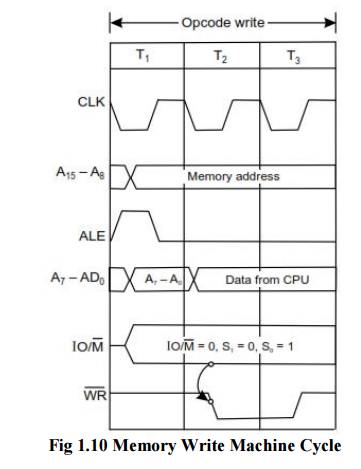 Opcode write
T₁ T₂ T₃
CLK
A₁₅ – A₈ Memory address
ALE
A₇ – AD₀ A₇ – A₀ Data from CPU
IO/M̅ IO/M̅ = 0, S₁ = 0, S₀ = 1
W̅R̅
Fig 1.10 Memory Write Machine Cycle